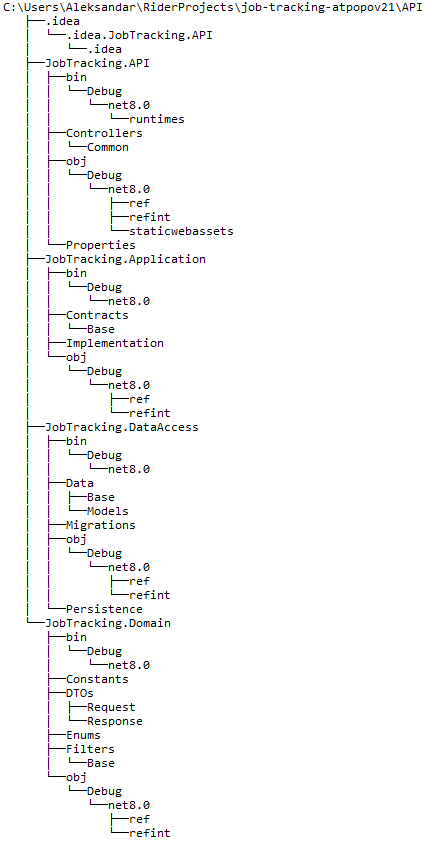 C:\Users\Aleksandar\RiderProjects\job-tracking-atpopov21\API
├──.idea
│  └──.idea.JobTracking.API
│     └──.idea
├──JobTracking.API
│  ├──bin
│  │  └──Debug
│  │     └──net8.0
│  │        └──runtimes
│  ├──Controllers
│  │  └──Common
│  ├──obj
│  │  └──Debug
│  │     └──net8.0
│  │        ├──ref
│  │        ├──refint
│  │        └──staticwebassets
│  └──Properties
├──JobTracking.Application
│  ├──bin
│  │  └──Debug
│  │     └──net8.0
│  ├──Contracts
│  │  └──Base
│  ├──Implementation
│  └──obj
│     └──Debug
│        └──net8.0
│           ├──ref
│           └──refint
├──JobTracking.DataAccess
│  ├──bin
│  │  └──Debug
│  │     └──net8.0
│  ├──Data
│  │  ├──Base
│  │  └──Models
│  ├──Migrations
│  ├──obj
│  │  └──Debug
│  │     └──net8.0
│  │        ├──ref
│  │        └──refint
│  └──Persistence
└──JobTracking.Domain
   ├──bin
   │  └──Debug
   │     └──net8.0
   ├──Constants
   ├──DTOs
   │  ├──Request
   │  └──Response
   ├──Enums
   ├──Filters
   │  └──Base
   └──obj
      └──Debug
         └──net8.0
            ├──ref
            └──refint